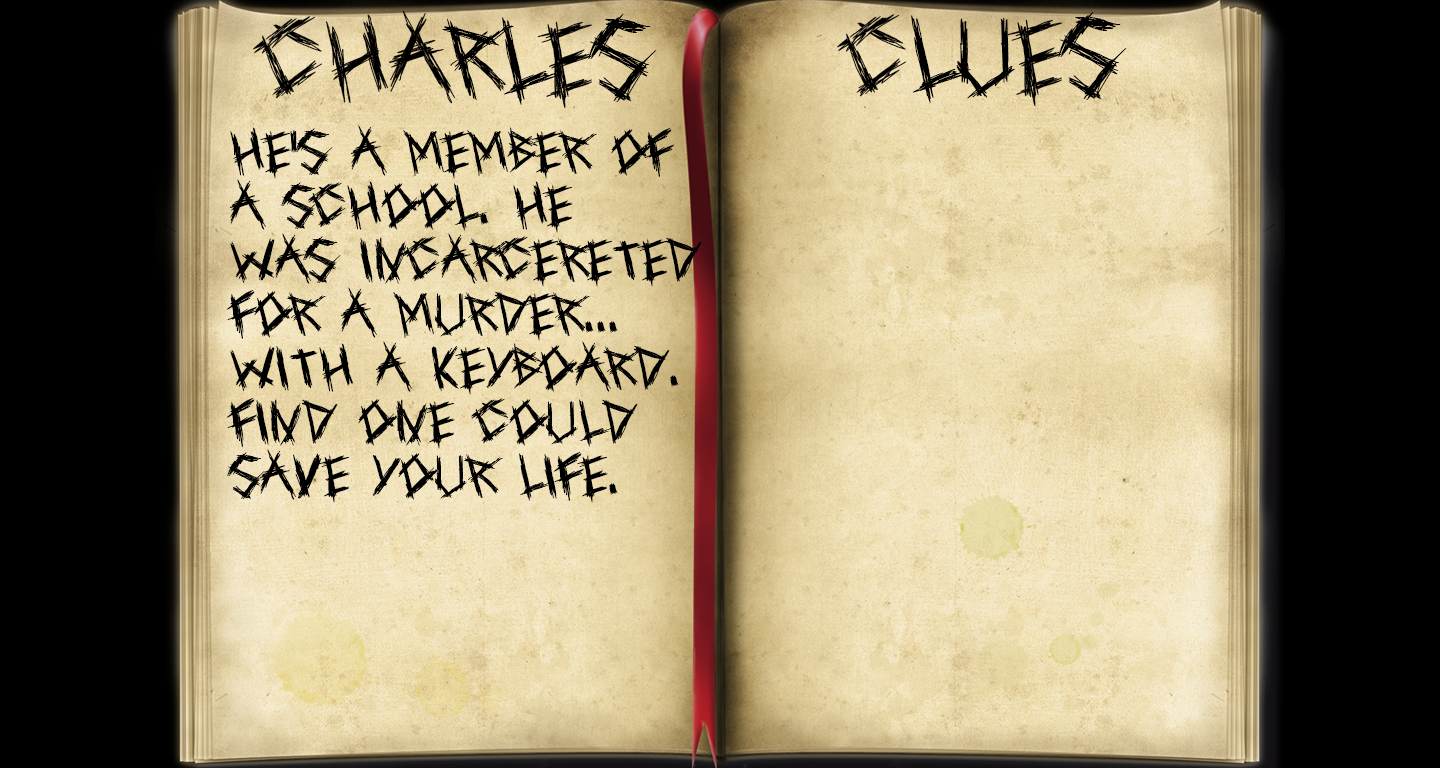 CHARLES
HE'S A MEMBER OF
A SCHOOL. HE
WAS INCARCERETED
FOR A MURDER...
WITH A KEYBOARD.
FIND ONE COULD
SAVE YOUR LIFE.
CLUES